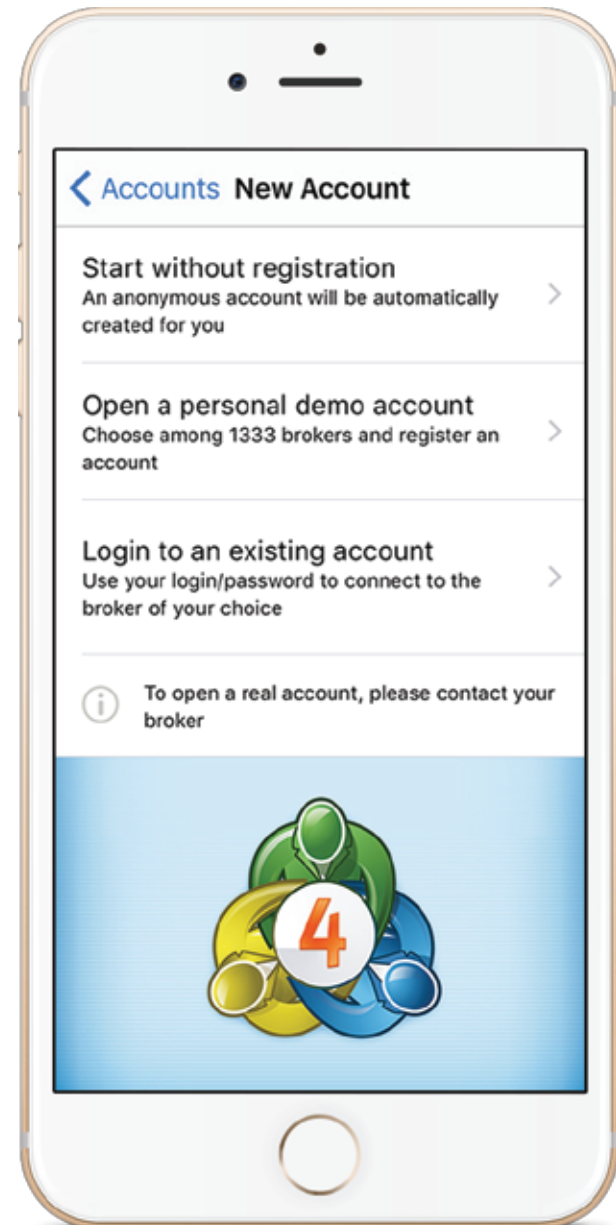 Accounts New Account
Start without registration
An anonymous account will be automatically
created for you
Open a personal demo account
Choose among 1333 brokers and register an
account
Login to an existing account
Use your login/password to connect to the
broker of your choice
To open a real account, please contact your
broker
4